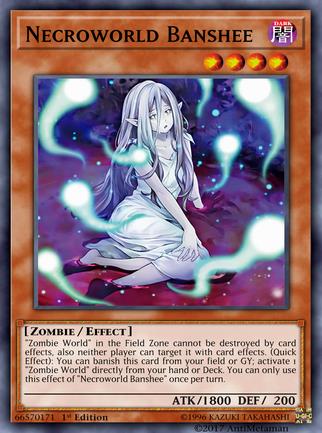 Necroworld Banshee
DARK
闇
[Zombie / Effect]
"Zombie World" in the Field Zone cannot be destroyed by card
effects, also neither player can target it with card effects. (Quick
Effect): You can banish this card from your field or GY; activate 1
"Zombie World" directly from your hand or Deck. You can only use
this effect of "Necroworld Banshee" once per turn.
ATK/1800 DEF/ 200
66570171 1st Edition ©1996 KAZUKI TAKAHASHI
©2017 AntiMetaman